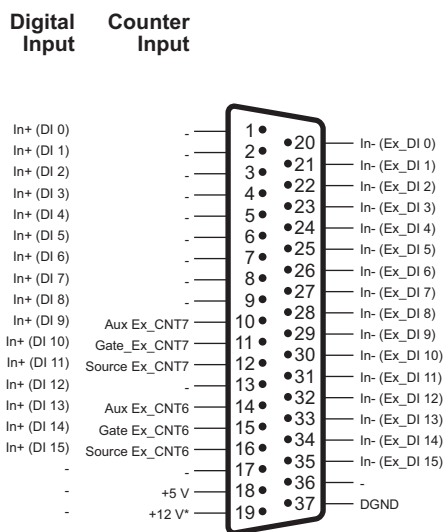 Digital Input Counter Input
In+ (DI 0) - 1 20 In- (Ex_DI 0)
In+ (DI 1) - 2 21 In- (Ex_DI 1)
In+ (DI 2) - 3 22 In- (Ex_DI 2)
In+ (DI 3) - 4 23 In- (Ex_DI 3)
In+ (DI 4) - 5 24 In- (Ex_DI 4)
In+ (DI 5) - 6 25 In- (Ex_DI 5)
In+ (DI 6) - 7 26 In- (Ex_DI 6)
In+ (DI 7) - 8 27 In- (Ex_DI 7)
In+ (DI 8) - 9 28 In- (Ex_DI 8)
In+ (DI 9) Aux Ex_CNT7 10 29 In- (Ex_DI 9)
In+ (DI 10) Gate_Ex_CNT7 11 30 In- (Ex_DI 10)
In+ (DI 11) Source Ex_CNT7 12 31 In- (Ex_DI 11)
In+ (DI 12) - 13 32 In- (Ex_DI 12)
In+ (DI 13) Aux Ex_CNT6 14 33 In- (Ex_DI 13)
In+ (DI 14) Gate Ex_CNT6 15 34 In- (Ex_DI 14)
In+ (DI 15) Source Ex_CNT6 16 35 In- (Ex_DI 15)
- - 17 36 -
- +5 V 18 37 DGND
- +12 V* 19